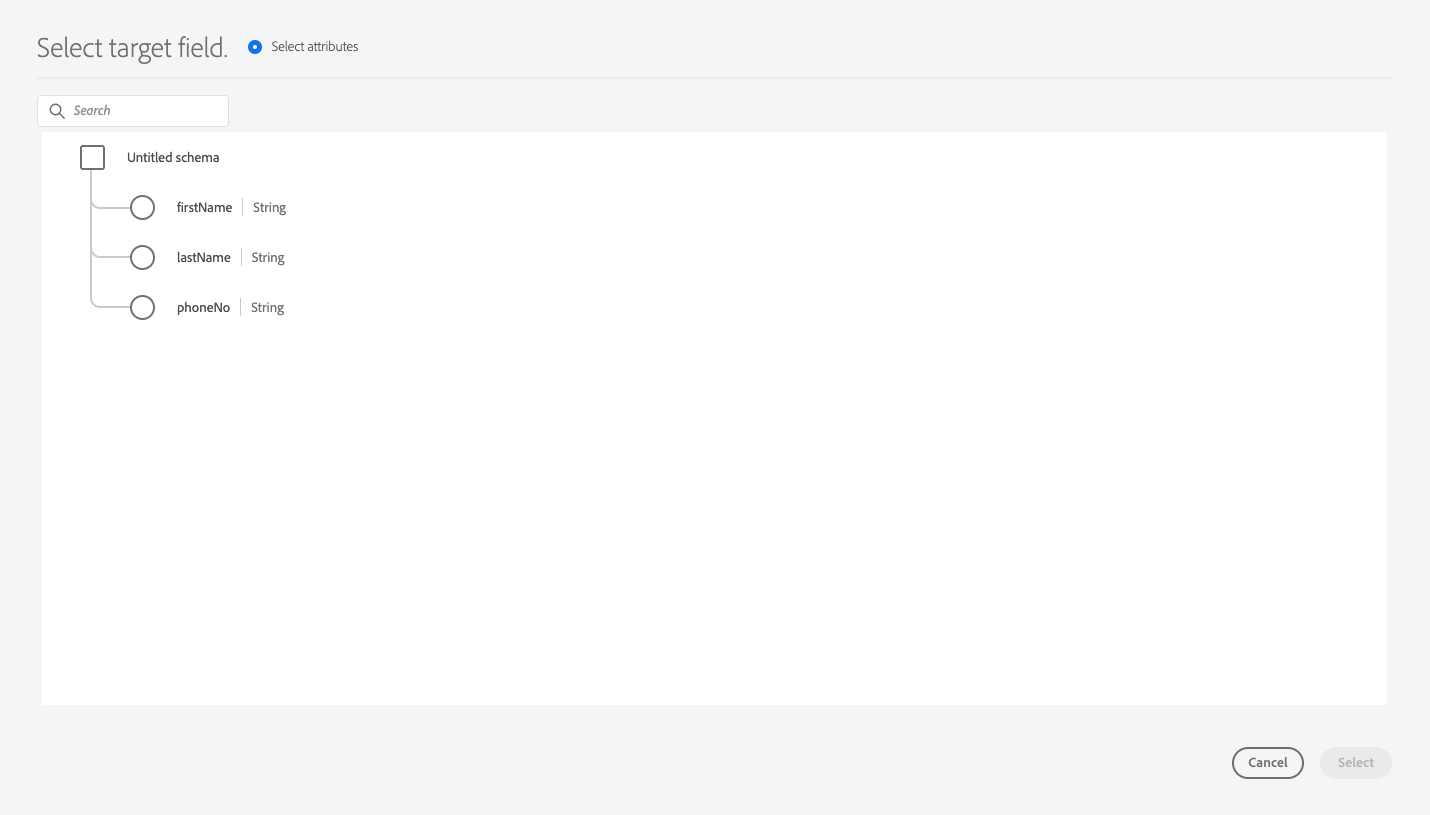 Select target field. Select attributes
Search
Untitled schema
firstName String
lastName String
phoneNo String
Cancel Select